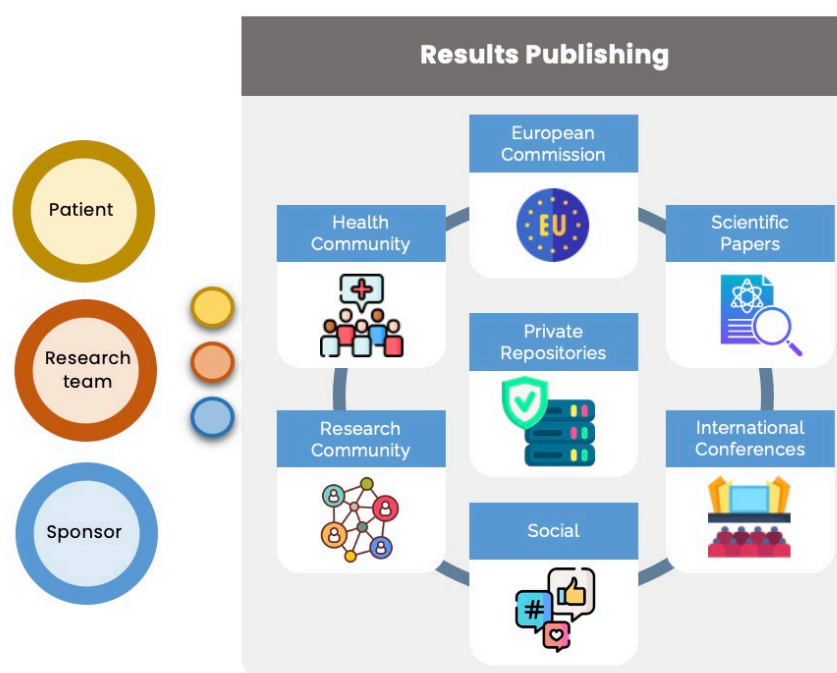 Results Publishing
Patient
Research
team
Sponsor
European
Commission
EU
Health
Community
Scientific
Papers
Private
Repositories
Research
Community
International
Conferences
Social
#